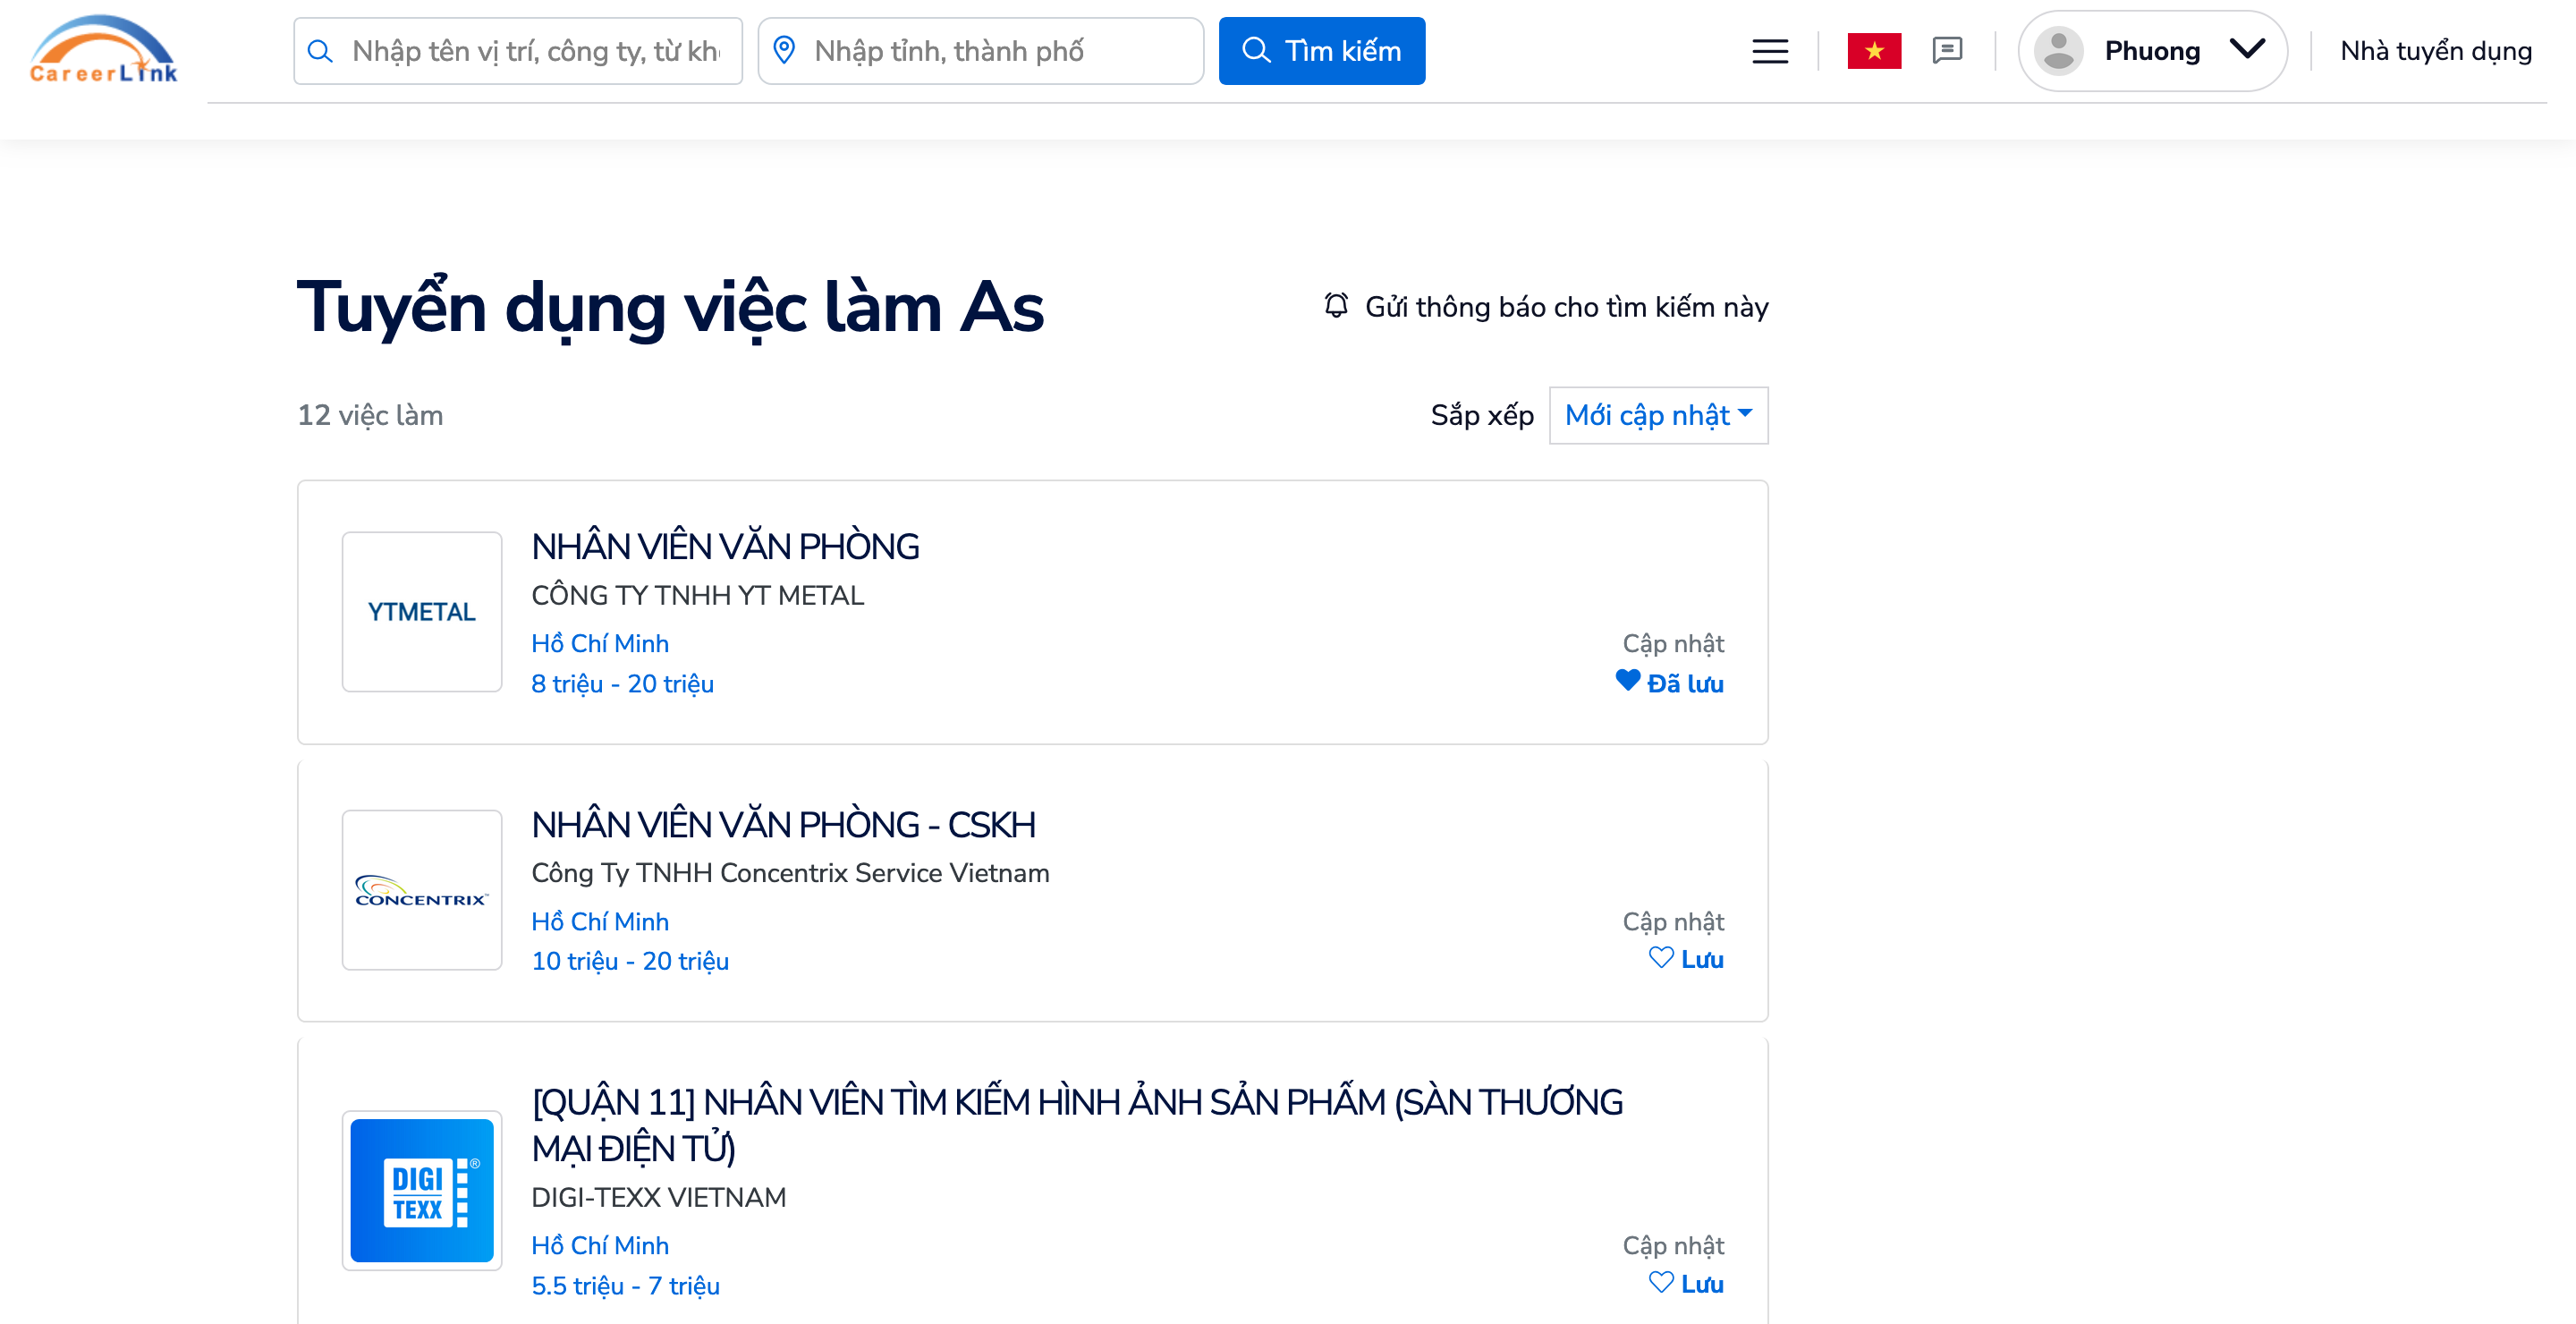 CareerLink
Nhập tên vị trí, công ty, từ kh
Nhập tỉnh, thành phố
Tìm kiếm
Phuong
Nhà tuyển dụng
Tuyển dụng việc làm As
Gửi thông báo cho tìm kiếm này
12 việc làm
Sắp xếp
Mới cập nhật
NHÂN VIÊN VĂN PHÒNG
YTMETAL
CÔNG TY TNHH YT METAL
Hồ Chí Minh
Cập nhật
8 triệu - 20 triệu
Đã lưu
NHÂN VIÊN VĂN PHÒNG - CSKH
CONCENTRIX™
Công Ty TNHH Concentrix Service Vietnam
Hồ Chí Minh
Cập nhật
10 triệu - 20 triệu
Lưu
[QUẬN 11] NHÂN VIÊN TÌM KIẾM HÌNH ẢNH SẢN PHẨM (SÀN THƯƠNG
MẠI ĐIỆN TỬ)
DIGI
TEXX
®
DIGI-TEXX VIETNAM
Hồ Chí Minh
Cập nhật
5.5 triệu - 7 triệu
Lưu